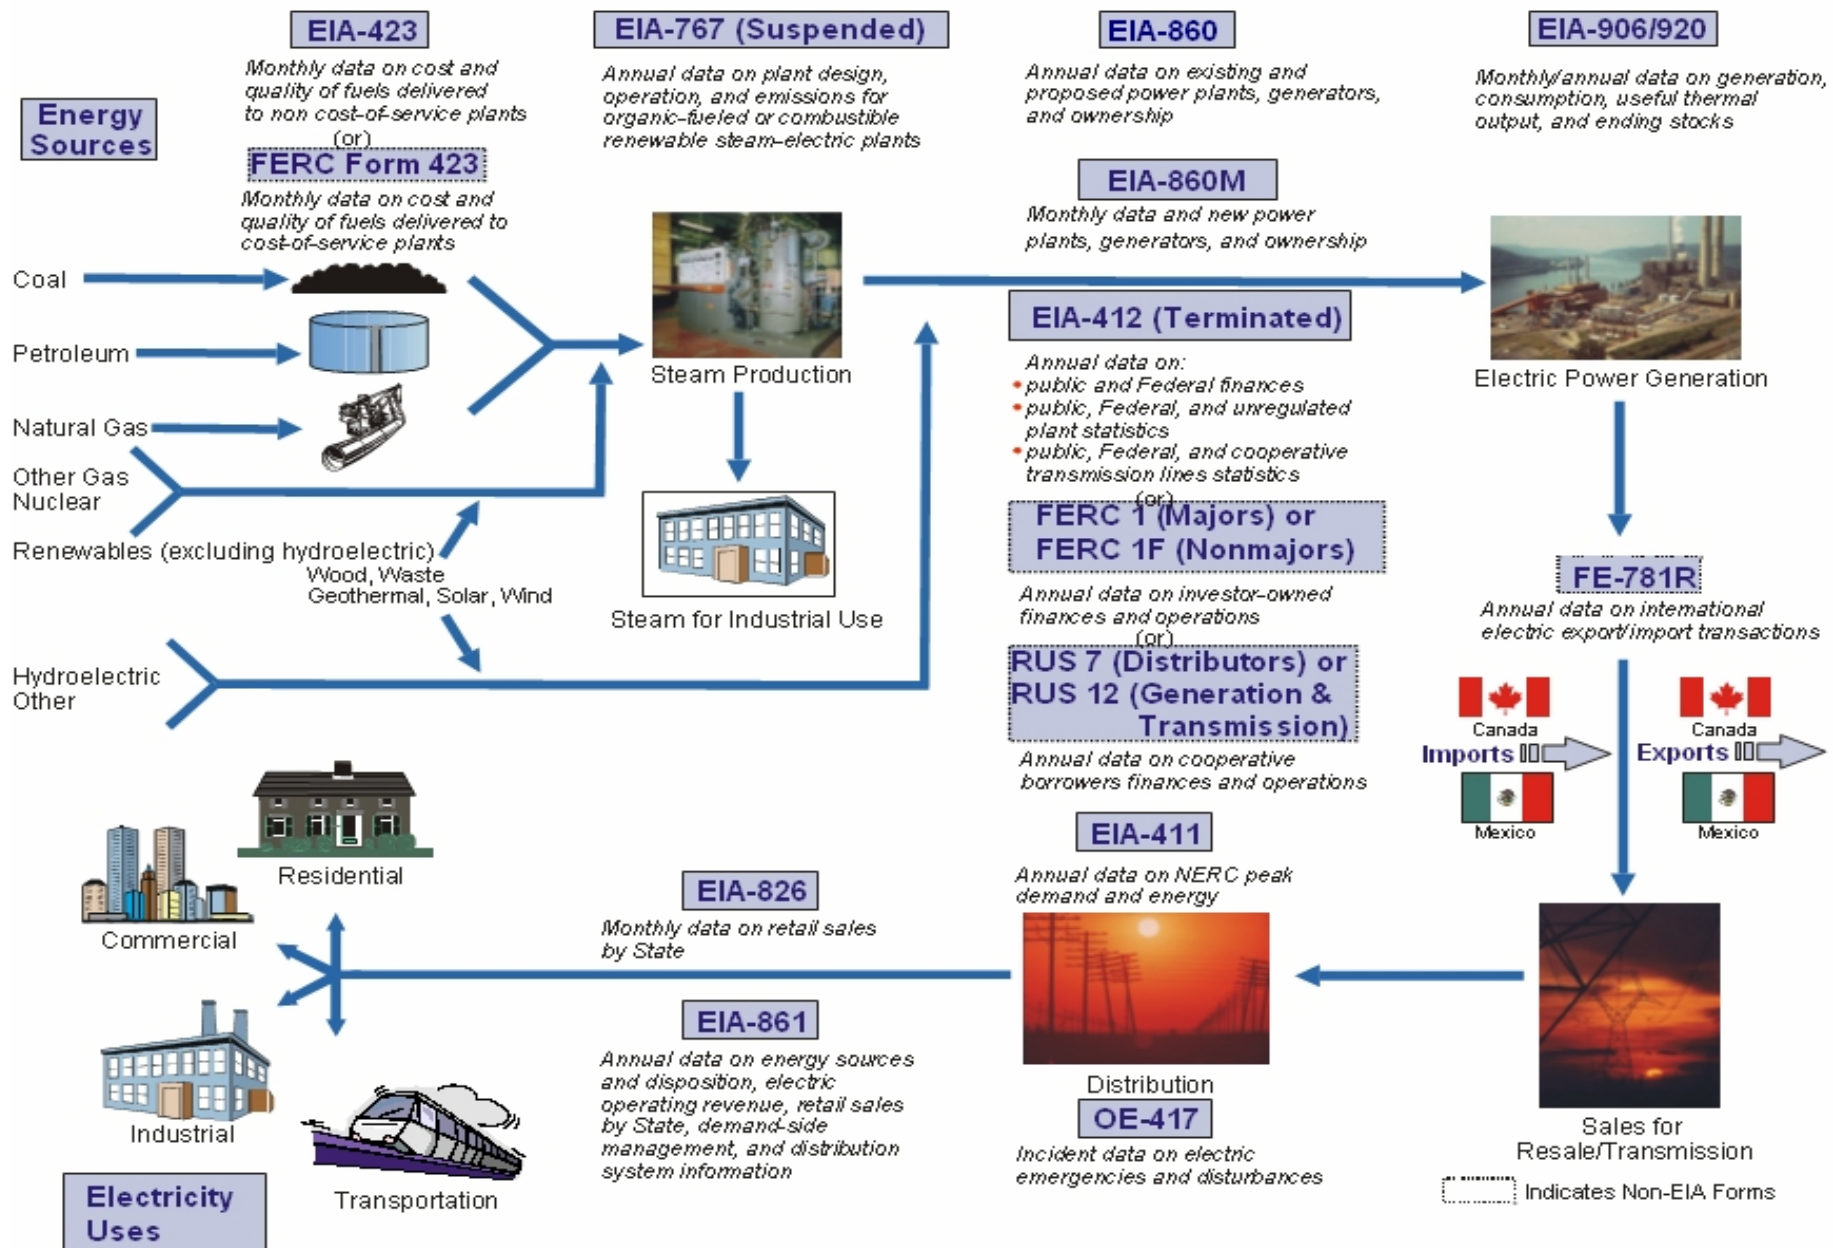 EIA-423
Monthly data on cost and
quality of fuels delivered
to non cost-of-service plants
(or)
FERC Form 423
Monthly data on cost and
quality of fuels delivered to
cost-of-service plants
EIA-767 (Suspended)
Annual data on plant design,
operation, and emissions for
organic-fueled or combustible
renewable steam-electric plants
EIA-860
Annual data on existing and
proposed power plants, generators,
and ownership
EIA-860M
Monthly data and new power
plants, generators, and ownership
EIA-906/920
Monthly/annual data on generation,
consumption, useful thermal
output, and ending stocks
Energy
Sources
Coal
Petroleum
Natural Gas
Other Gas
Nuclear
Renewables (excluding hydroelectric)
Wood, Waste
Geothermal, Solar, Wind
Hydroelectric
Other
Steam Production
Steam for Industrial Use
EIA-412 (Terminated)
Annual data on:
• public and Federal finances
• public, Federal, and unregulated
plant statistics
• public, Federal, and cooperative
transmission lines statistics
(or)
FERC 1 (Majors) or
FERC 1F (Nonmajors)
Annual data on investor-owned
finances and operations
(or)
RUS 7 (Distributors) or
RUS 12 (Generation &
Transmission)
Annual data on cooperative
borrowers finances and operations
Electric Power Generation
FE-781R
Annual data on international
electric export/import transactions
Canada
Imports
Mexico
Canada
Exports
Mexico
Sales for
Resale/Transmission
Indicates Non-EIA Forms
EIA-411
Annual data on NERC peak
demand and energy
Distribution
OE-417
Incident data on electric
emergencies and disturbances
EIA-826
Monthly data on retail sales
by State
EIA-861
Annual data on energy sources
and disposition, electric
operating revenue, retail sales
by State, demand-side
management, and distribution
system information
Residential
Commercial
Industrial
Transportation
Electricity
Uses